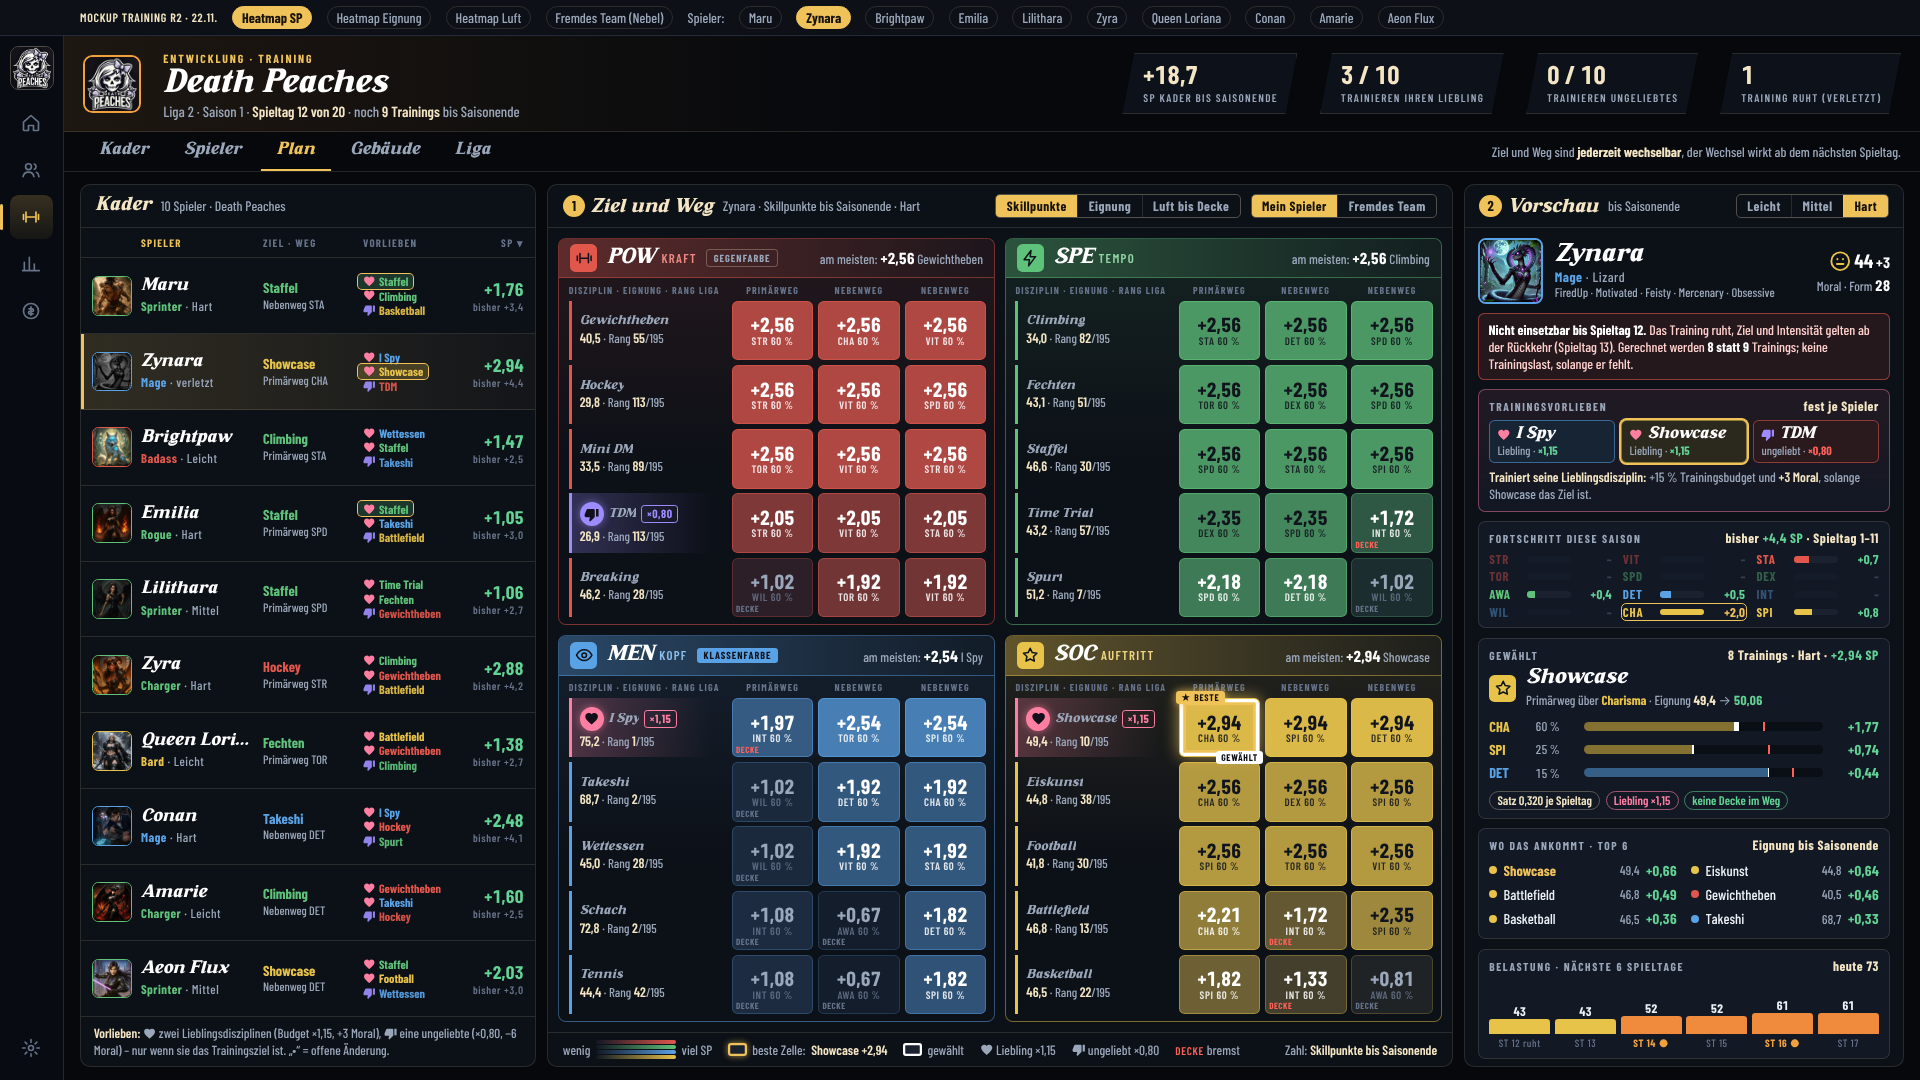 MOCKUP TRAINING R2 · 22.11.
Heatmap SP
Heatmap Eignung
Heatmap Luft
Fremdes Team (Nebel)
Spieler:
Maru
Zynara
Brightpaw
Emilia
Lilithara
Zyra
Queen Loriana
Conan
Amarie
Aeon Flux
PEACHES
ENTWICKLUNG · TRAINING
Death Peaches
Liga 2 · Saison 1 · Spieltag 12 von 20 · noch 9 Trainings bis Saisonende
+18,7
SP KADER BIS SAISONENDE
3 / 10
TRAINIEREN IHREN LIEBLING
0 / 10
TRAINIEREN UNGELIEBTES
1
TRAINING RUHT (VERLETZT)
Kader
Spieler
Plan
Gebäude
Liga
Ziel und Weg sind jederzeit wechselbar, der Wechsel wirkt ab dem nächsten Spieltag.
Kader 10 Spieler · Death Peaches
SPIELER ZIEL · WEG VORLIEBEN SP ▼
Maru
Sprinter · Hart
Staffel
Nebenweg STA
Staffel
Climbing
Basketball
+1,76
bisher +3,4
Zynara
Mage · verletzt
Showcase
Primärweg CHA
I Spy
Showcase
TDM
+2,94
bisher +4,4
Brightpaw
Badass · Leicht
Climbing
Primärweg STA
Wettessen
Staffel
Takeshi
+1,47
bisher +2,5
Emilia
Rogue · Hart
Staffel
Primärweg SPD
Staffel
Takeshi
Battlefield
+1,05
bisher +3,0
Lilithara
Sprinter · Mittel
Staffel
Primärweg SPD
Time Trial
Fechten
Gewichtheben
+1,06
bisher +2,7
Zyra
Charger · Hart
Hockey
Primärweg STR
Climbing
Gewichtheben
Battlefield
+2,88
bisher +4,2
Queen Lori...
Bard · Leicht
Fechten
Primärweg TOR
Battlefield
Gewichtheben
Climbing
+1,38
bisher +2,7
Conan
Mage · Hart
Takeshi
Nebenweg DET
I Spy
Hockey
Spurt
+2,48
bisher +4,1
Amarie
Charger · Leicht
Climbing
Nebenweg DET
Gewichtheben
Takeshi
Hockey
+1,60
bisher +2,5
Aeon Flux
Sprinter · Mittel
Showcase
Nebenweg DET
Staffel
Football
Wettessen
+2,03
bisher +3,0
Vorlieben: zwei Lieblingsdisziplinen (Budget ×1,15, +3 Moral), eine ungeliebte (×0,80, −6
Moral) – nur wenn sie das Trainingsziel ist. „•“ = offene Änderung.
1 Ziel und Weg Zynara · Skillpunkte bis Saisonende · Hart
Skillpunkte
Eignung
Luft bis Decke
Mein Spieler
Fremdes Team
POW KRAFT GEGENFARBE am meisten: +2,56 Gewichtheben
DISZIPLIN · EIGNUNG · RANG LIGA PRIMÄRWEG NEBENWEG NEBENWEG
Gewichtheben
40,5 · Rang 55/195
+2,56 +2,56 +2,56
STR 60 % CHA 60 % VIT 60 %
Hockey
29,8 · Rang 113/195
+2,56 +2,56 +2,56
STR 60 % VIT 60 % SPD 60 %
Mini DM
33,5 · Rang 89/195
+2,56 +2,56 +2,56
TOR 60 % VIT 60 % STR 60 %
TDM ×0,80
26,9 · Rang 113/195
+2,05 +2,05 +2,05
STR 60 % VIT 60 % STA 60 %
Breaking
46,2 · Rang 28/195
+1,02 +1,92 +1,92
WIL 60 % TOR 60 % VIT 60 %
DECKE
SPE TEMPO am meisten: +2,56 Climbing
DISZIPLIN · EIGNUNG · RANG LIGA PRIMÄRWEG NEBENWEG NEBENWEG
Climbing
34,0 · Rang 82/195
+2,56 +2,56 +2,56
STA 60 % DET 60 % SPD 60 %
Fechten
43,1 · Rang 51/195
+2,56 +2,56 +2,56
TOR 60 % DEX 60 % SPD 60 %
Staffel
46,6 · Rang 30/195
+2,56 +2,56 +2,56
SPD 60 % STA 60 % SPI 60 %
Time Trial
43,2 · Rang 57/195
+2,35 +2,35 +1,72
DEX 60 % SPD 60 % INT 60 %
DECKE
Spurt
51,2 · Rang 7/195
+2,18 +2,18 +1,02
SPD 60 % DET 60 % WIL 60 %
DECKE
MEN KOPF KLASSENFARBE am meisten: +2,54 I Spy
DISZIPLIN · EIGNUNG · RANG LIGA PRIMÄRWEG NEBENWEG NEBENWEG
I Spy ×1,15
75,2 · Rang 1/195
+1,97 +2,54 +2,54
INT 60 % TOR 60 % SPI 60 %
DECKE
Takeshi
68,7 · Rang 2/195
+1,02 +1,92 +1,92
WIL 60 % DET 60 % CHA 60 %
DECKE
Wettessen
45,0 · Rang 28/195
+1,02 +1,92 +1,92
WIL 60 % VIT 60 % STA 60 %
DECKE
Schach
72,8 · Rang 2/195
+1,08 +0,67 +1,82
INT 60 % AWA 60 % DET 60 %
DECKE DECKE
Tennis
44,4 · Rang 42/195
+1,08 +0,67 +1,82
INT 60 % AWA 60 % SPI 60 %
DECKE DECKE
SOC AUFTRITT am meisten: +2,94 Showcase
DISZIPLIN · EIGNUNG · RANG LIGA PRIMÄRWEG NEBENWEG NEBENWEG
★ BESTE
Showcase ×1,15
49,4 · Rang 10/195
+2,94 +2,94 +2,94
CHA 60 % SPI 60 % DET 60 %
GEWÄHLT
Eiskunst
44,8 · Rang 38/195
+2,56 +2,56 +2,56
CHA 60 % DEX 60 % SPI 60 %
Football
41,8 · Rang 30/195
+2,56 +2,56 +2,56
SPI 60 % TOR 60 % SPI 60 %
Battlefield
46,8 · Rang 13/195
+2,21 +1,72 +2,35
CHA 60 % INT 60 % SPI 60 %
DECKE
Basketball
46,5 · Rang 22/195
+1,82 +1,33 +0,81
SPI 60 % INT 60 % AWA 60 %
DECKE DECKE
wenig viel SP beste Zelle: Showcase +2,94 gewählt Liebling ×1,15 ungeliebt ×0,80 DECKE bremst Zahl: Skillpunkte bis Saisonende
2 Vorschau bis Saisonende
Leicht
Mittel
Hart
Zynara
Mage · Lizard
FiredUp · Motivated · Feisty · Mercenary · Obsessive
44 +3
Moral · Form 28
Nicht einsetzbar bis Spieltag 12. Das Training ruht, Ziel und Intensität gelten ab
der Rückkehr (Spieltag 13). Gerechnet werden 8 statt 9 Trainings; keine
Trainingslast, solange er fehlt.
TRAININGSVORLIEBEN fest je Spieler
I Spy
Liebling · ×1,15
Showcase
Liebling · ×1,15
TDM
ungeliebt · ×0,80
Trainiert seine Lieblingsdisziplin: +15 % Trainingsbudget und +3 Moral, solange
Showcase das Ziel ist.
FORTSCHRITT DIESE SAISON bisher +4,4 SP · Spieltag 1–11
STR – VIT – STA +0,7
TOR – SPD – DEX –
AWA +0,4 DET +0,5 INT –
WIL – CHA +2,0 SPI +0,8
GEWÄHLT 8 Trainings · Hart · +2,94 SP
Showcase
Primärweg über Charisma · Eignung 49,4 → 50,06
CHA 60 % +1,77
SPI 25 % +0,74
DET 15 % +0,44
Satz 0,320 je Spieltag
Liebling ×1,15
keine Decke im Weg
WO DAS ANKOMMT · TOP 6 Eignung bis Saisonende
Showcase 49,4 +0,66 Eiskunst 44,8 +0,64
Battlefield 46,8 +0,49 Gewichtheben 40,5 +0,46
Basketball 46,5 +0,36 Takeshi 68,7 +0,33
BELASTUNG · NÄCHSTE 6 SPIELTAGE heute 73
43 43 52 52 61 61
ST 12 ruht ST 13 ST 14 ST 15 ST 16 ST 17